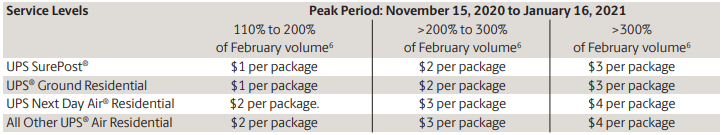 Service Levels Peak Period: November 15, 2020 to January 16, 2021
110% to 200% >200% to 300% >300%
of February volume⁶ of February volume⁶ of February volume⁶
UPS SurePost® $1 per package $2 per package $3 per package
UPS® Ground Residential $1 per package $2 per package $3 per package
UPS Next Day Air® Residential $2 per package. $3 per package $4 per package
All Other UPS® Air Residential $2 per package $3 per package $4 per package